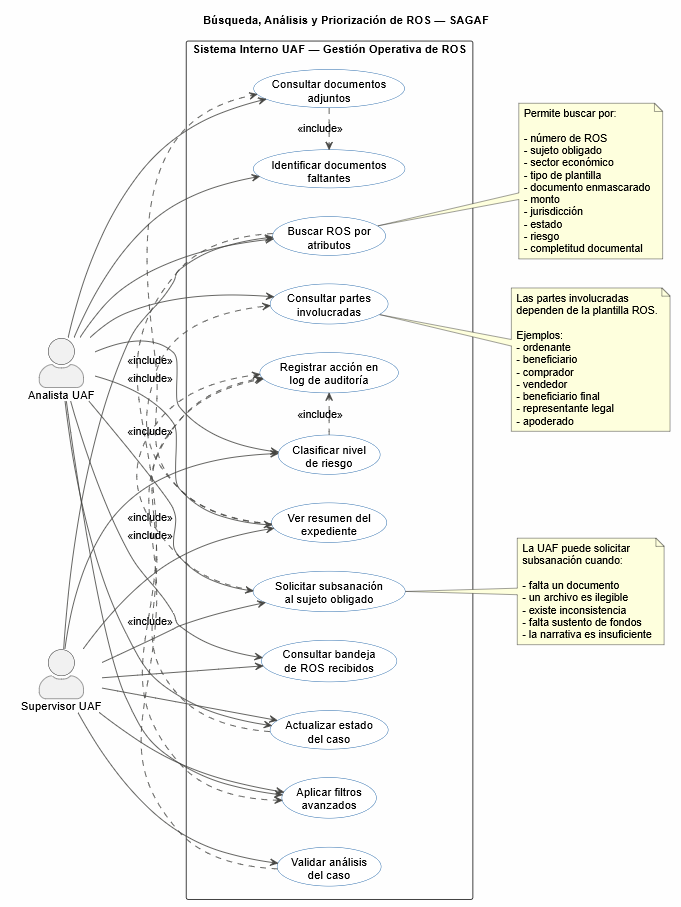 Búsqueda, Análisis y Priorización de ROS — SAGAF
Sistema Interno UAF — Gestión Operativa de ROS
Consultar documentos
adjuntos
«include»
Identificar documentos
faltantes
Buscar ROS por
atributos
Consultar partes
involucradas
Registrar acción en
log de auditoría
«include»
Clasificar nivel
de riesgo
Ver resumen del
expediente
Solicitar subsanación
al sujeto obligado
Consultar bandeja
de ROS recibidos
Actualizar estado
del caso
Aplicar filtros
avanzados
Validar análisis
del caso
Analista UAF
Supervisor UAF
«include»
«include»
«include»
«include»
«include»
«include»
Permite buscar por:
- número de ROS
- sujeto obligado
- sector económico
- tipo de plantilla
- documento enmascarado
- monto
- jurisdicción
- estado
- riesgo
- completitud documental
Las partes involucradas
dependen de la plantilla ROS.
Ejemplos:
- ordenante
- beneficiario
- comprador
- vendedor
- beneficiario final
- representante legal
- apoderado
La UAF puede solicitar
subsanación cuando:
- falta un documento
- un archivo es ilegible
- existe inconsistencia
- falta sustento de fondos
- la narrativa es insuficiente